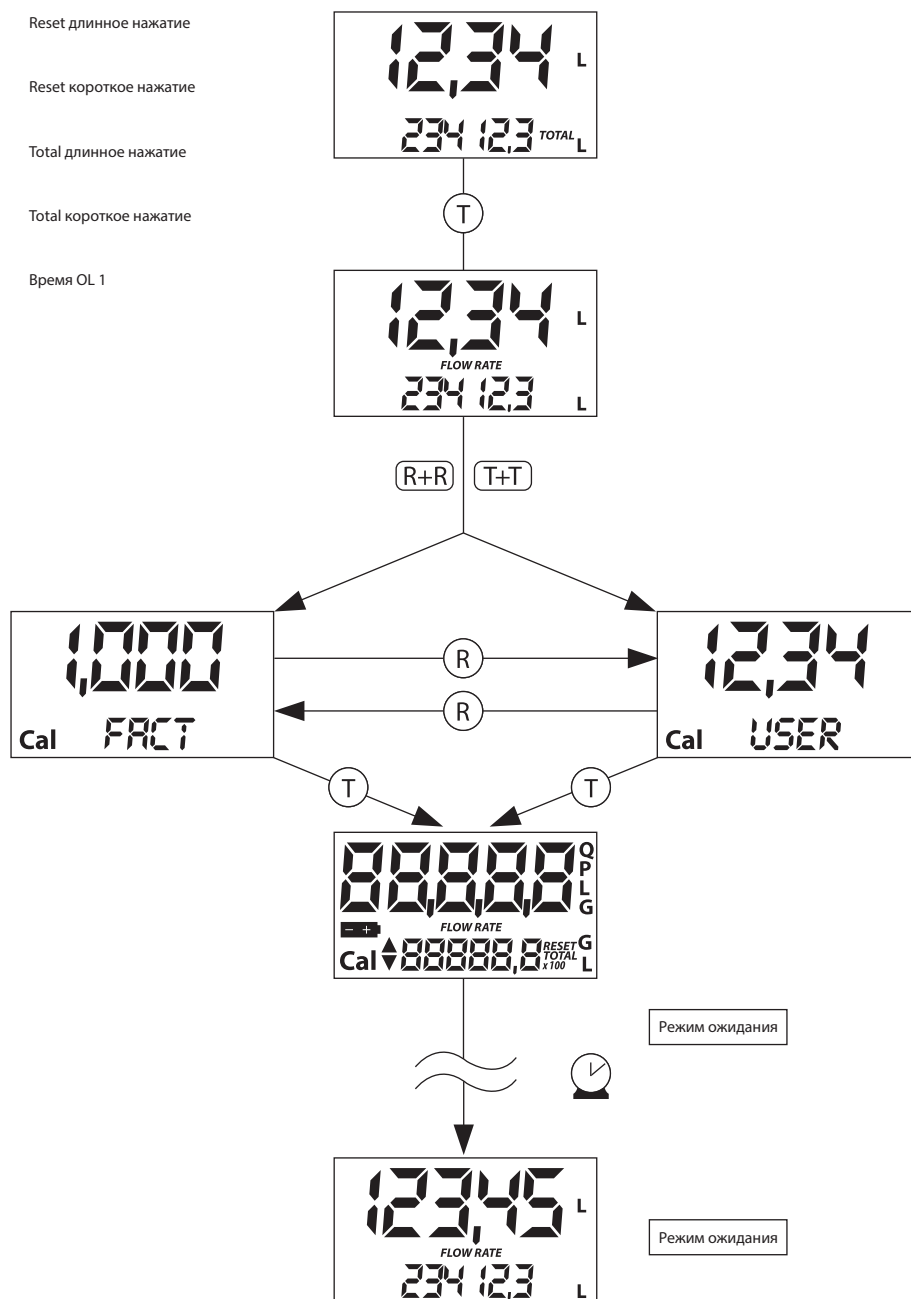 Reset длинное нажатие
Reset короткое нажатие
Total длинное нажатие
Total короткое нажатие
Время OL 1
12,34 L
234 12,3 TOTAL L
T
12,34 L
FLOW RATE
234 12,3 L
R+R T+T
1,000
Cal FACT
R
R
12,34
Cal USER
T
T
88,8,8,8 Q P L G
- +
FLOW RATE
Cal 88888,8 RESET TOTAL x 100 G L
Режим ожидания
123,45 L
FLOW RATE
234 12,3 L
Режим ожидания